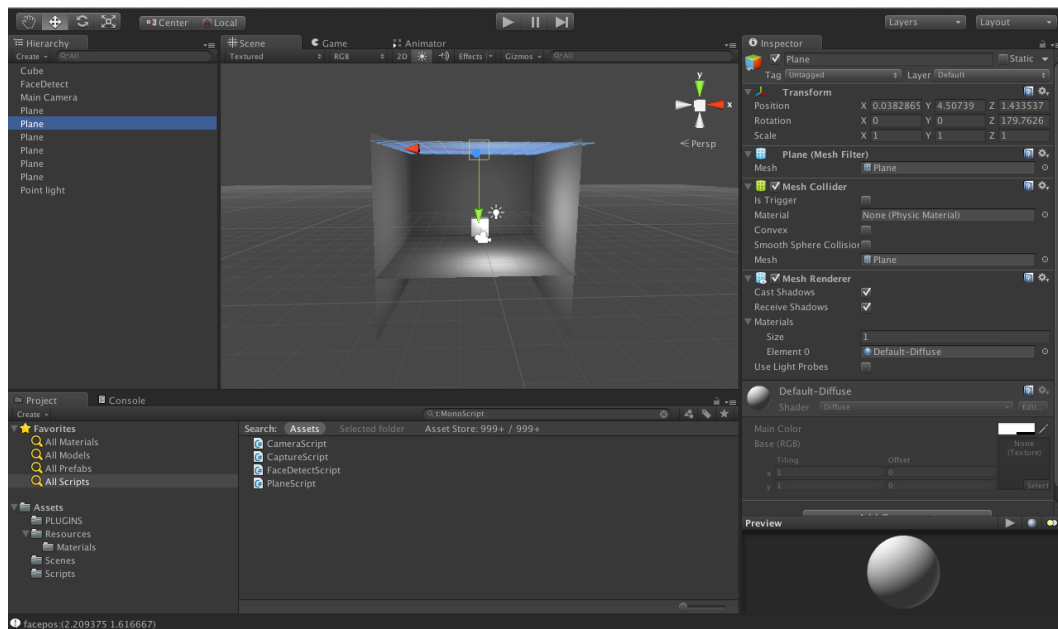 Center Local
Layers Layout
Hierarchy
Create All
Cube
FaceDetect
Main Camera
Plane
Plane
Plane
Plane
Plane
Plane
Point light
Scene Game Animator
Textured RGB 2D Effects Gizmos All
y
x
Persp
Inspector
Plane Static
Tag Untagged Layer Default
Transform
Position X 0.0382865 Y 4.50739 Z 1.433537
Rotation X 0 Y 0 Z 179.7626
Scale X 1 Y 1 Z 1
Plane (Mesh Filter)
Mesh Plane
Mesh Collider
Is Trigger
Material None (Physic Material)
Convex
Smooth Sphere Collision
Mesh Plane
Mesh Renderer
Cast Shadows
Receive Shadows
Materials
Size 1
Element 0 Default-Diffuse
Use Light Probes
Default-Diffuse
Shader Diffuse Edit...
Main Color
Base (RGB) None
(Texture)
Tiling Offset
x 1 0
y 1 0 Select
Preview
Project Console
Create t:MonoScript
Favorites
All Materials
All Models
All Prefabs
All Scripts
Assets
PLUGINS
Resources
Materials
Scenes
Scripts
Search: Assets Selected folder Asset Store: 999+ / 999+
CameraScript
CaptureScript
FaceDetectScript
PlaneScript
facepos:(2.209375 1.616667)